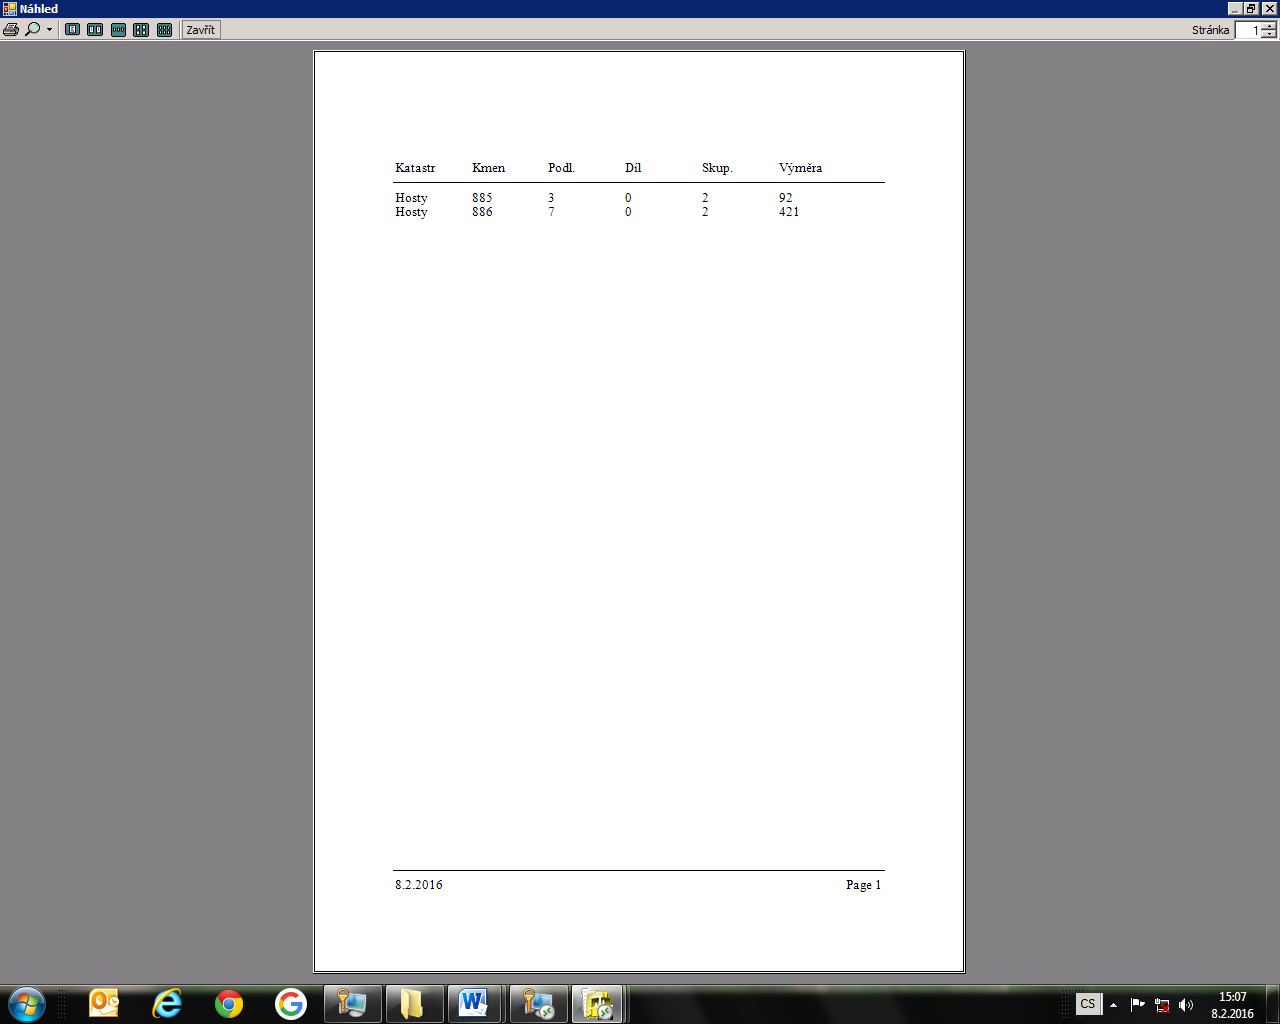 Náhled
Zavřít
Stránka 1
Katastr Kmen Podl. Díl Skup. Výměra
Hosty 885 3 0 2 92
Hosty 886 7 0 2 421
8.2.2016 Page 1
CS
15:07
8.2.2016